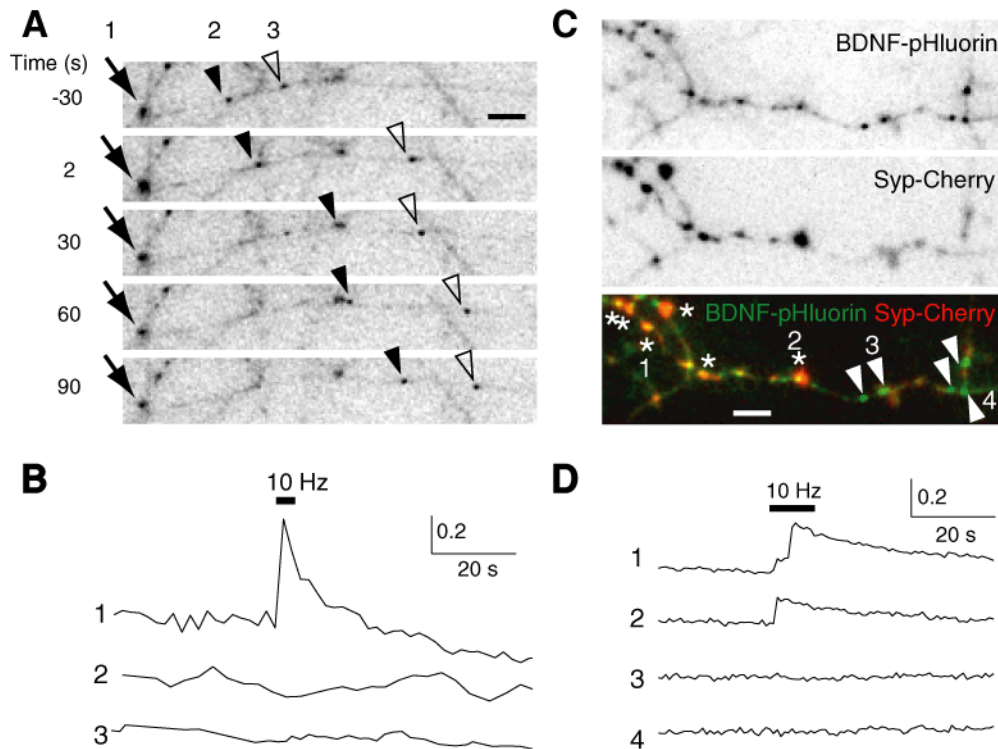 A
1 2 3
Time (s)
-30
2
30
60
90
B
10 Hz
0.2
20 s
1
2
3
C
BDNF-pHluorin
Syp-Cherry
BDNF-pHluorin Syp-Cherry
* * * * * *
1 2 3 4
D
10 Hz
0.2
20 s
1
2
3
4